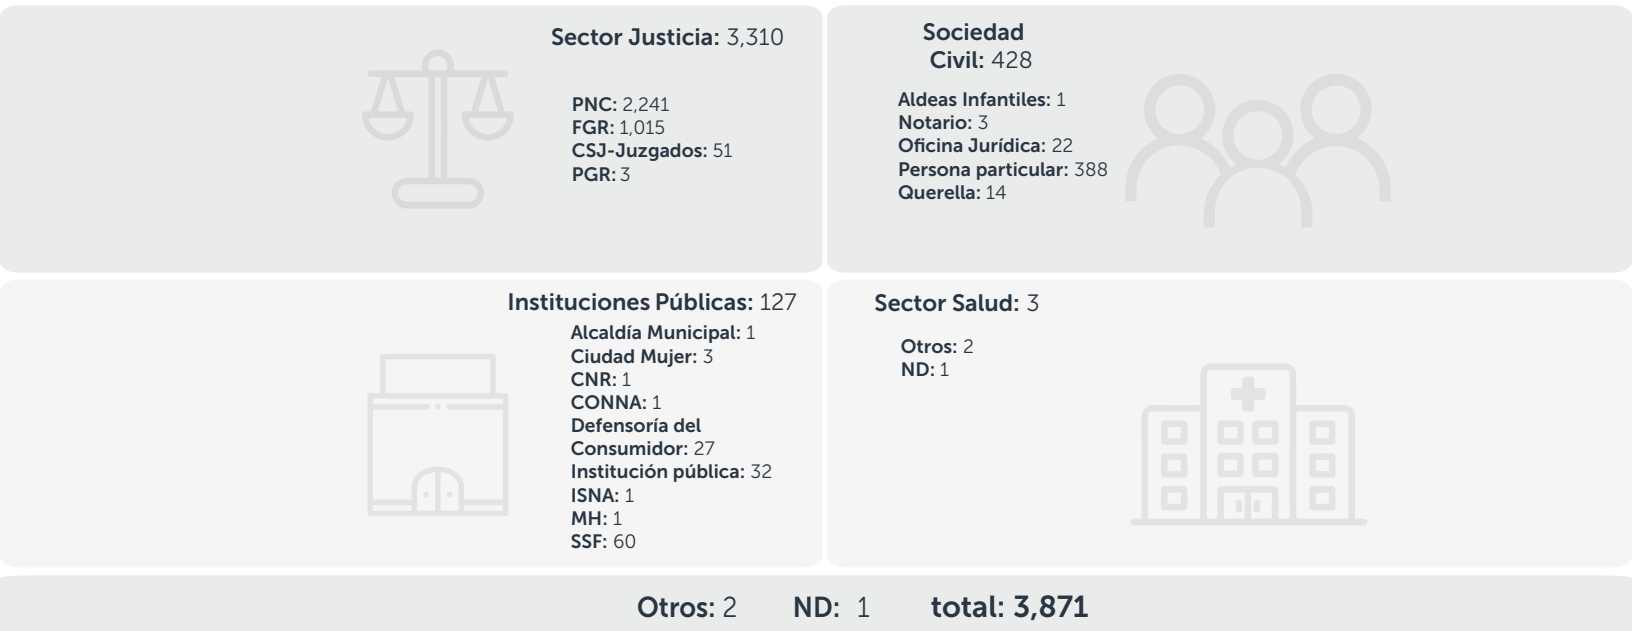 Sector Justicia: 3,310
PNC: 2,241
FGR: 1,015
CSJ-Juzgados: 51
PGR: 3
Sociedad
Civil: 428
Aldeas Infantiles: 1
Notario: 3
Oficina Jurídica: 22
Persona particular: 388
Querella: 14
Instituciones Públicas: 127
Alcaldía Municipal: 1
Ciudad Mujer: 3
CNR: 1
CONNA: 1
Defensoría del
Consumidor: 27
Institución pública: 32
ISNA: 1
MH: 1
SSF: 60
Sector Salud: 3
Otros: 2
ND: 1
Otros: 2 ND: 1 total: 3,871